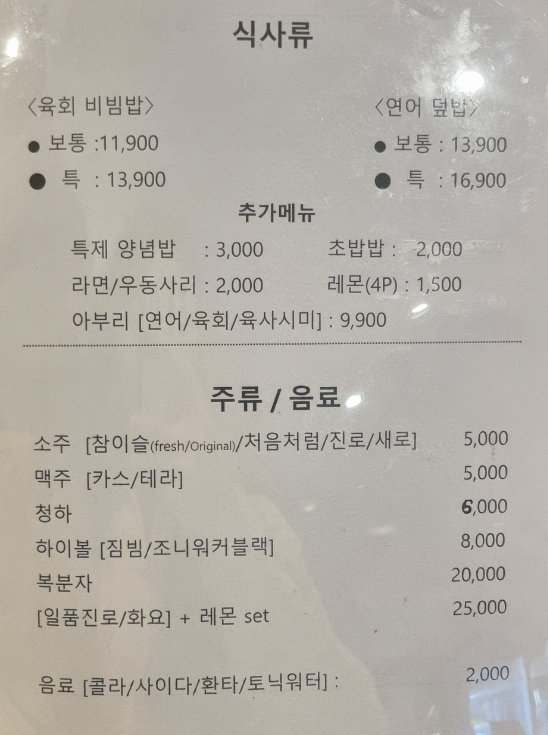 식사류
<육회 비빔밥> <연어 덮밥>
● 보통 :11,900 ● 보통 : 13,900
● 특 : 13,900 ● 특 : 16,900
추가메뉴
특제 양념밥 : 3,000 초밥밥 : 2,000
라면/우동사리 : 2,000 레몬(4P) : 1,500
아부리 [연어/육회/육사시미] : 9,900
주류 / 음료
소주 [참이슬(fresh/Original)/처음처럼/진로/새로] 5,000
맥주 [카스/테라] 5,000
청하 6,000
하이볼 [짐빔/조니워커블랙] 8,000
복분자 20,000
[일품진로/화요] + 레몬 set 25,000
음료 [콜라/사이다/환타/토닉워터] : 2,000